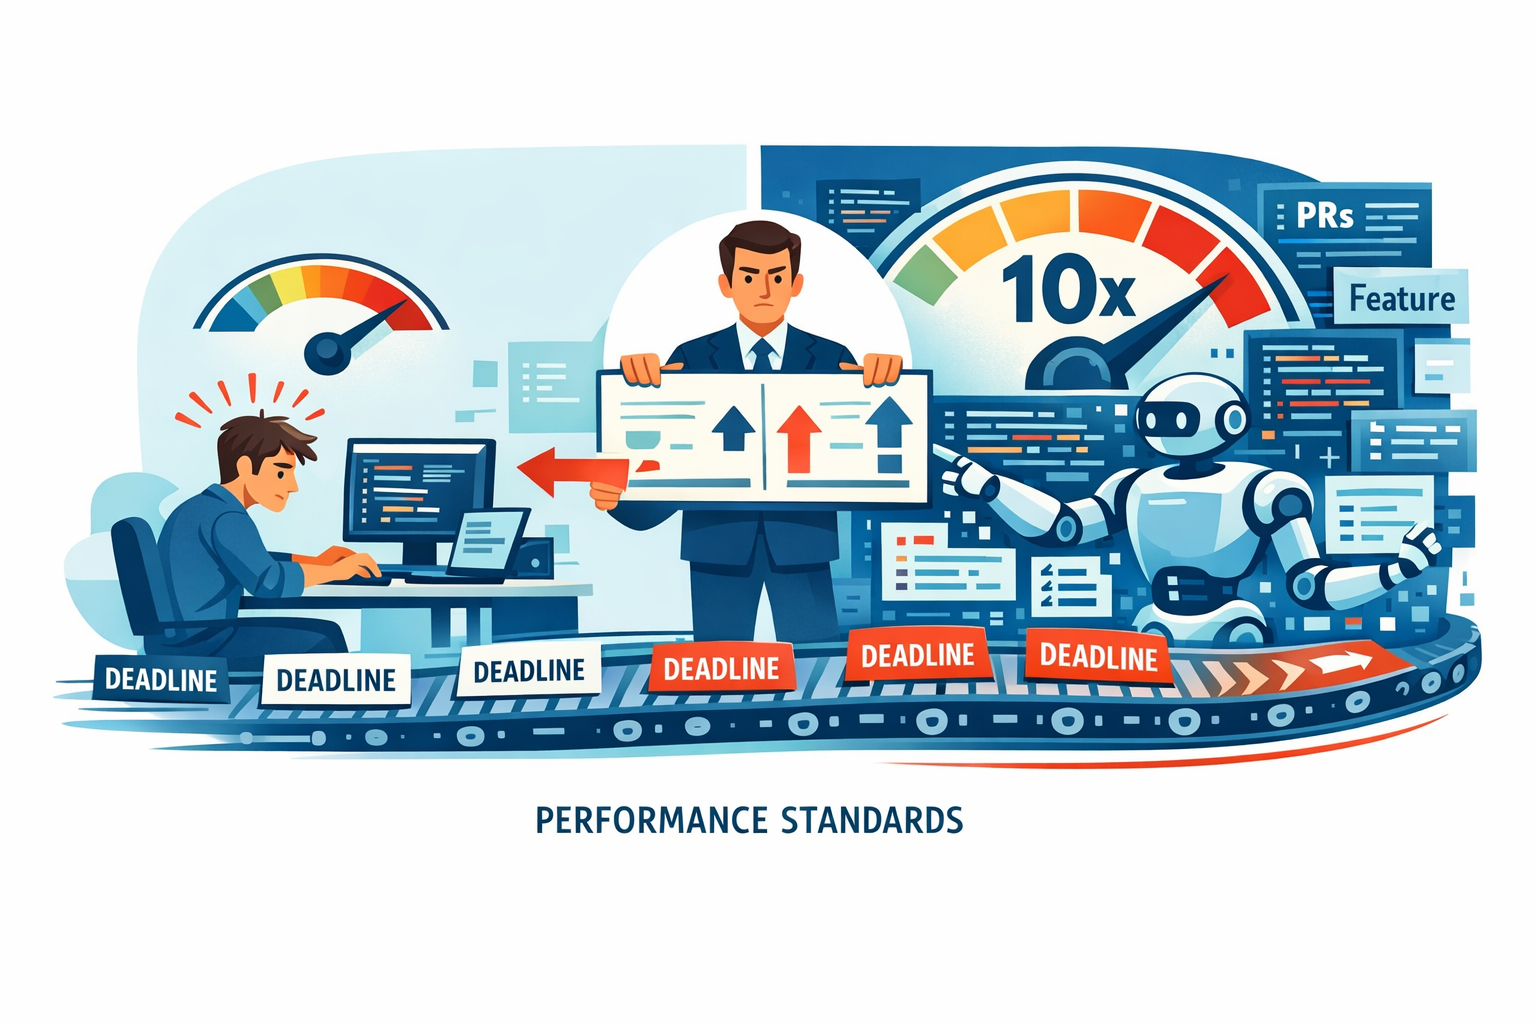 PRs
10x
Feature
DEADLINE
DEADLINE
DEADLINE
DEADLINE
DEADLINE
DEADLINE
PERFORMANCE STANDARDS